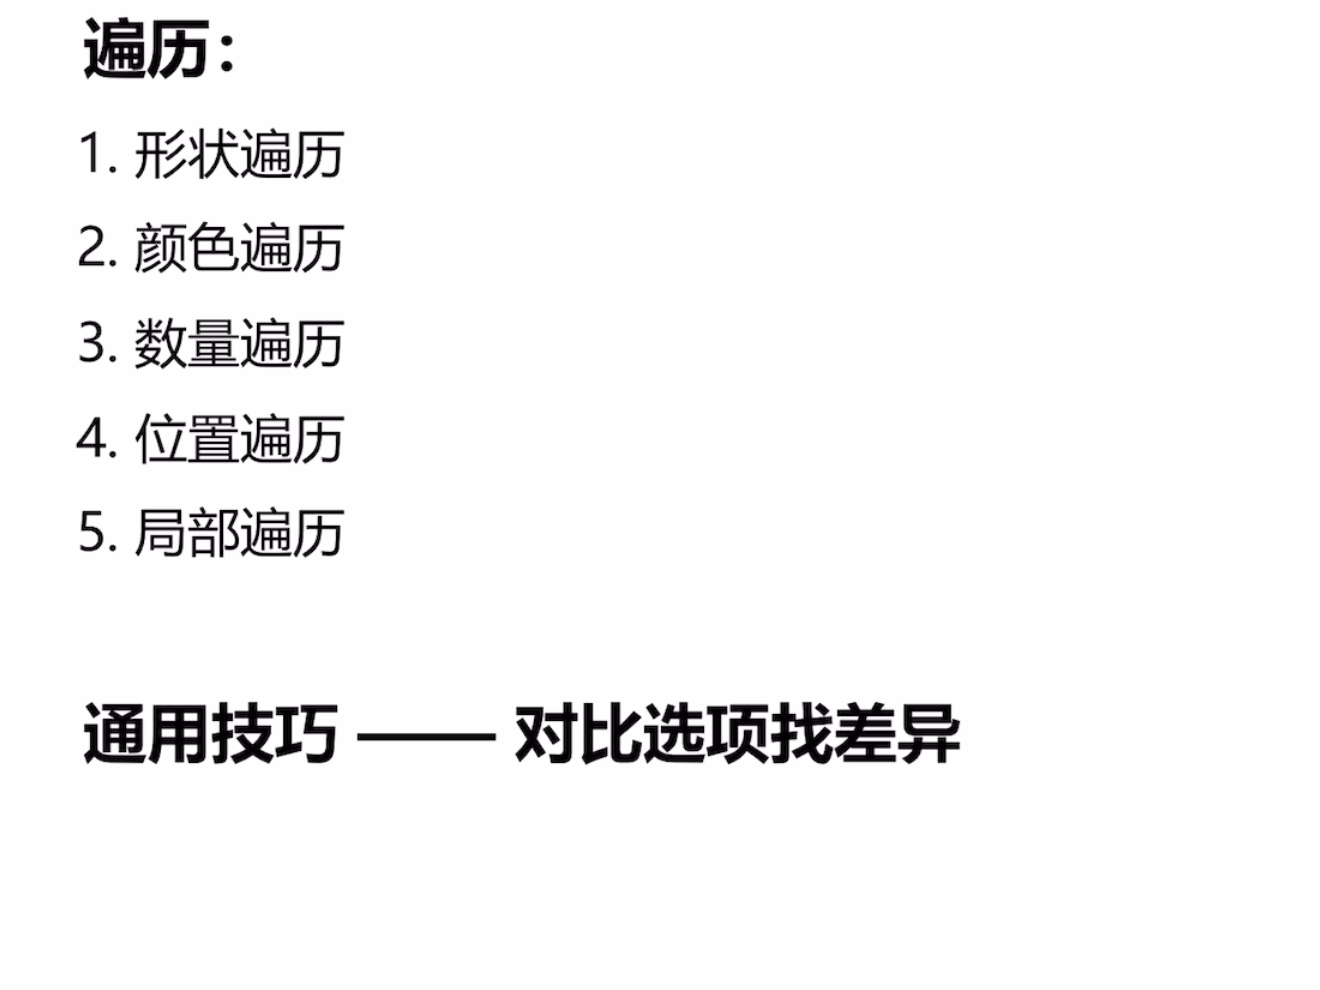 遍历：
1. 形状遍历
2. 颜色遍历
3. 数量遍历
4. 位置遍历
5. 局部遍历
通用技巧 —— 对比选项找差异